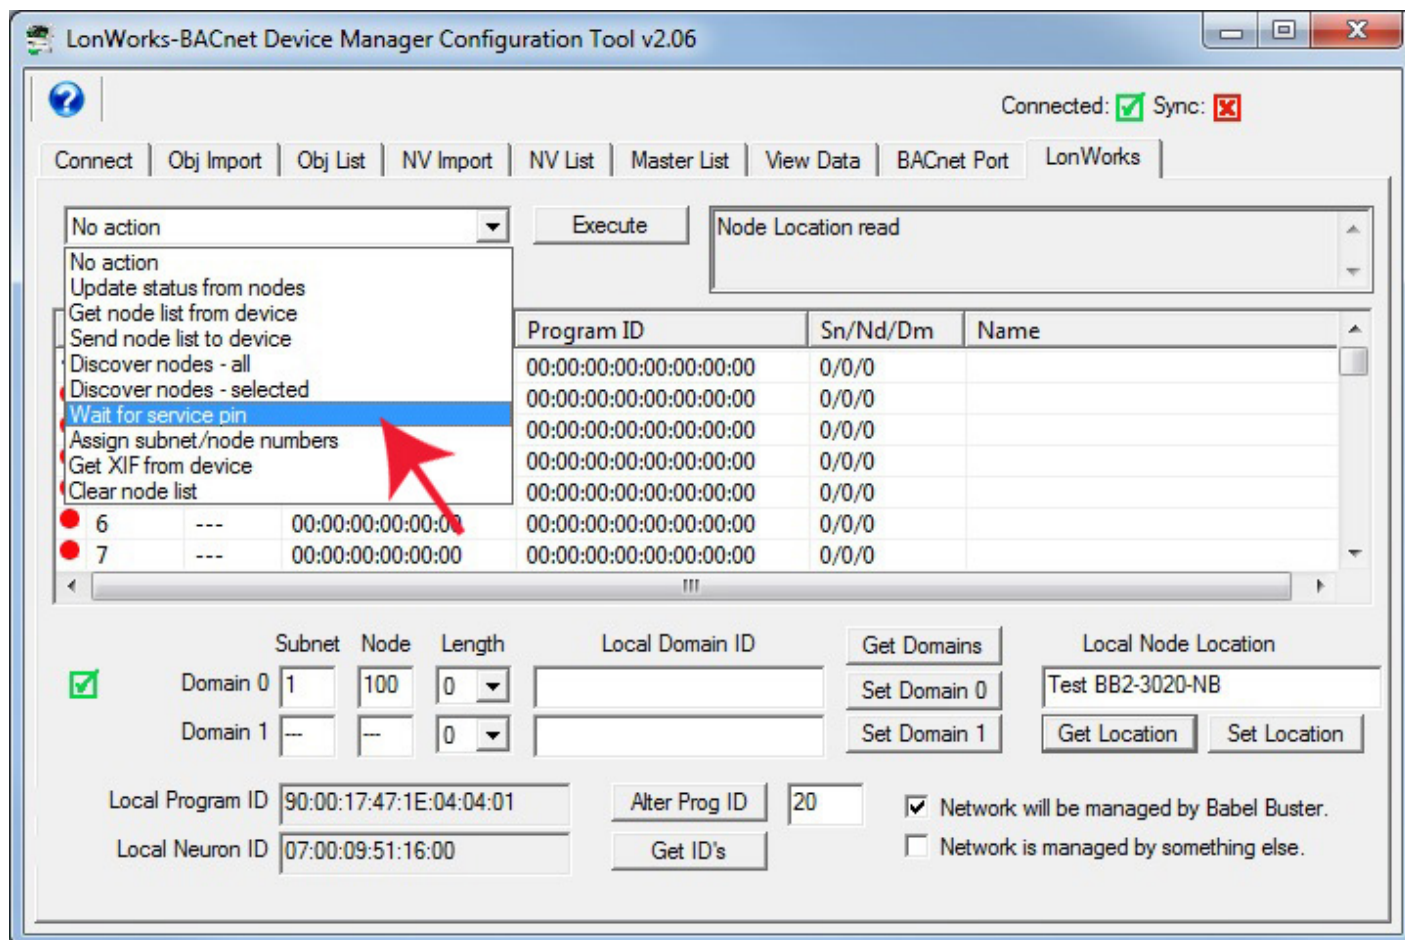 LonWorks-BACnet Device Manager Configuration Tool v2.06
Connected: Sync:
Connect Obj Import Obj List NV Import NV List Master List View Data BACnet Port LonWorks
No action Execute Node Location read
No action
Update status from nodes
Get node list from device
Send node list to device
Discover nodes - all
Discover nodes - selected
Wait for service pin
Assign subnet/node numbers
Get XIF from device
Clear node list
Program ID Sn/Nd/Dm Name
00:00:00:00:00:00:00:00 0/0/0
00:00:00:00:00:00:00:00 0/0/0
00:00:00:00:00:00:00:00 0/0/0
00:00:00:00:00:00:00:00 0/0/0
00:00:00:00:00:00:00:00 0/0/0
6 --- 00:00:00:00:00:00 00:00:00:00:00:00:00:00 0/0/0
7 --- 00:00:00:00:00:00 00:00:00:00:00:00:00:00 0/0/0
Subnet Node Length Local Domain ID Get Domains Local Node Location
Domain 0 1 100 0 Set Domain 0 Test BB2-3020-NB
Domain 1 --- --- 0 Set Domain 1 Get Location Set Location
Local Program ID 90:00:17:47:1E:04:04:01 Alter Prog ID 20 Network will be managed by Babel Buster.
Local Neuron ID 07:00:09:51:16:00 Get ID's Network is managed by something else.